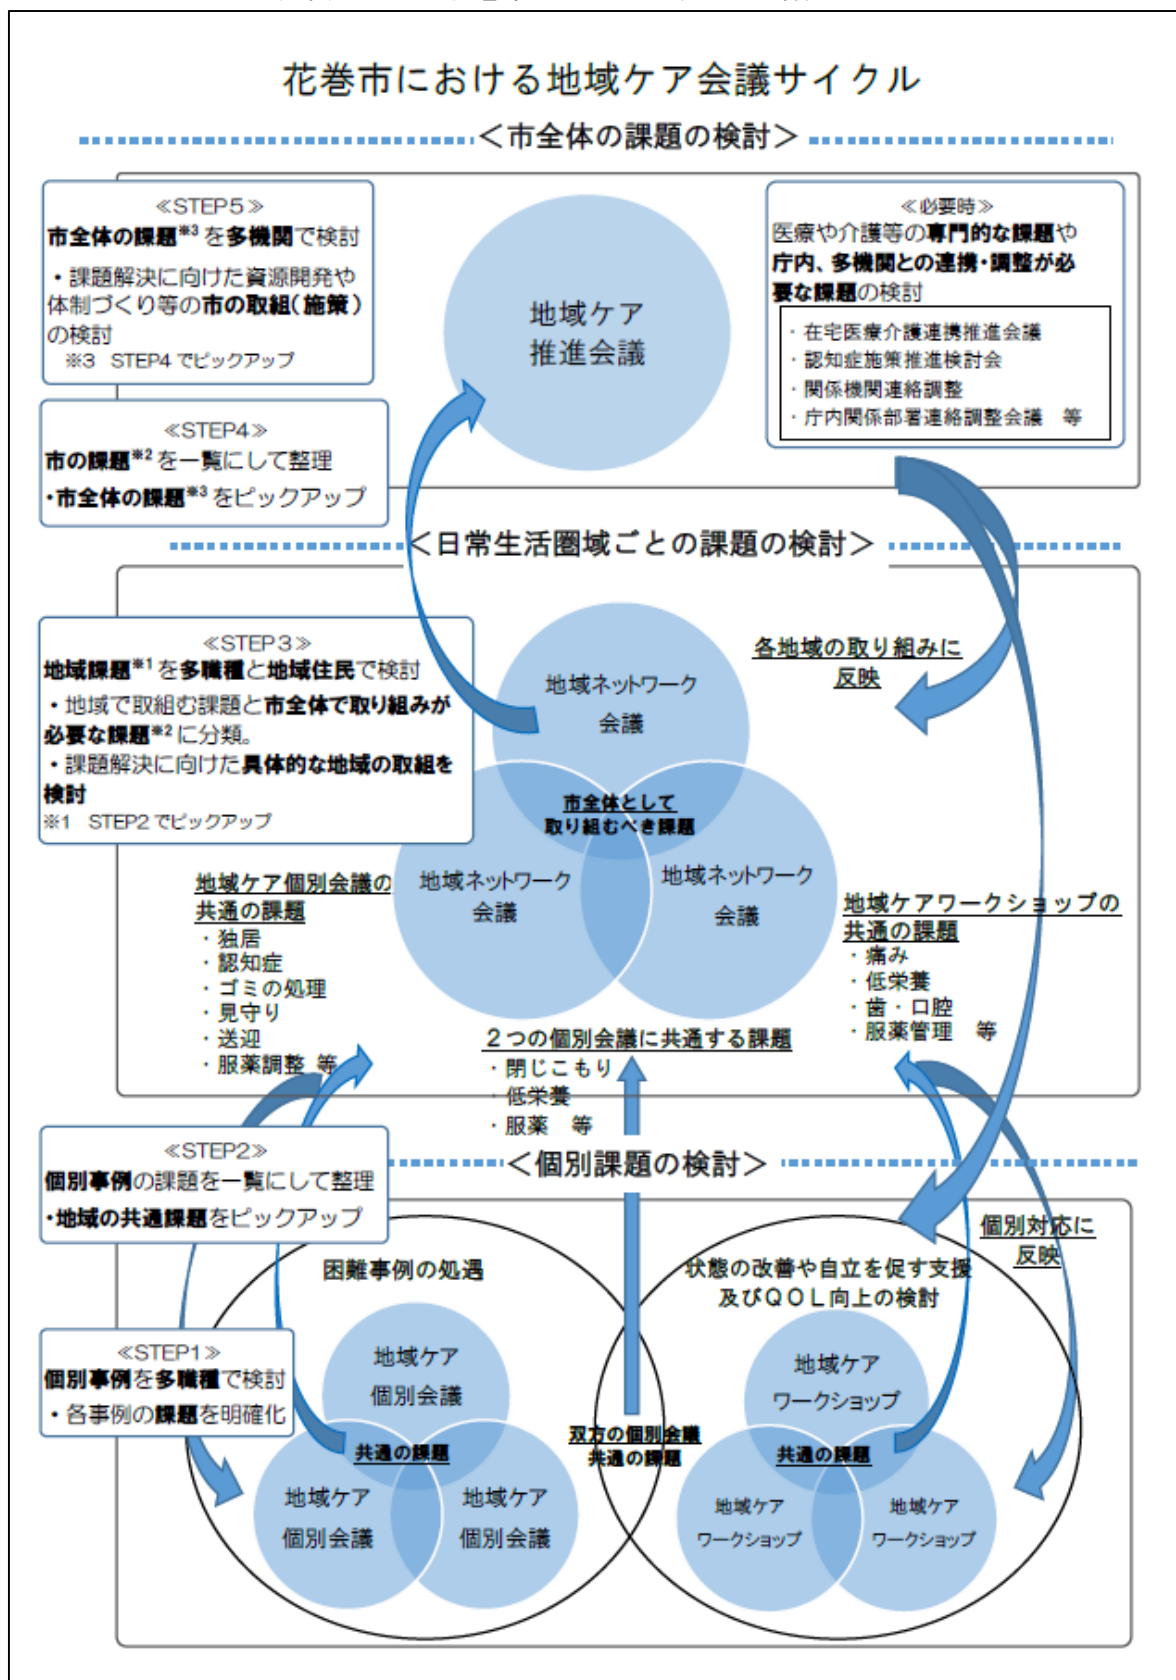 花巻市における地域ケア会議サイクル
＜市全体の課題の検討＞
≪STEP5≫
市全体の課題※3を多機関で検討
・課題解決に向けた資源開発や
体制づくり等の市の取組（施策）
の検討
※3　STEP4でピックアップ
地域ケア
推進会議
≪必要時≫
医療や介護等の専門的な課題や
庁内、多機関との連携・調整が必
要な課題の検討
・在宅医療介護連携推進会議
・認知症施策推進検討会
・関係機関連絡調整
・庁内関係部署連絡調整会議　等
≪STEP4≫
市の課題※2を一覧にして整理
・市全体の課題※3をピックアップ
＜日常生活圏域ごとの課題の検討＞
≪STEP3≫
地域課題※1を多職種と地域住民で検討
・地域で取組む課題と市全体で取り組みが
必要な課題※2に分類。
・課題解決に向けた具体的な地域の取組を
検討
※1　STEP2でピックアップ
各地域の取り組みに
反映
地域ネットワーク
会議
市全体として
取り組むべき課題
地域ネットワーク
会議
地域ネットワーク
会議
地域ケア個別会議の
共通の課題
・独居
・認知症
・ゴミの処理
・見守り
・送迎
・服薬調整 等
地域ケアワークショップの
共通の課題
・痛み
・低栄養
・歯・口腔
・服薬管理　等
２つの個別会議に共通する課題
・閉じこもり
・低栄養
・服薬　等
≪STEP2≫
個別事例の課題を一覧にして整理
・地域の共通課題をピックアップ
＜個別課題の検討＞
個別対応に
反映
困難事例の処遇
状態の改善や自立を促す支援
及びＱＯＬ向上の検討
≪STEP1≫
個別事例を多職種で検討
・各事例の課題を明確化
地域ケア
個別会議
共通の課題
地域ケア
個別会議
地域ケア
個別会議
双方の個別会議
共通の課題
地域ケア
ワークショップ
共通の課題
地域ケア
ワークショップ
地域ケア
ワークショップ